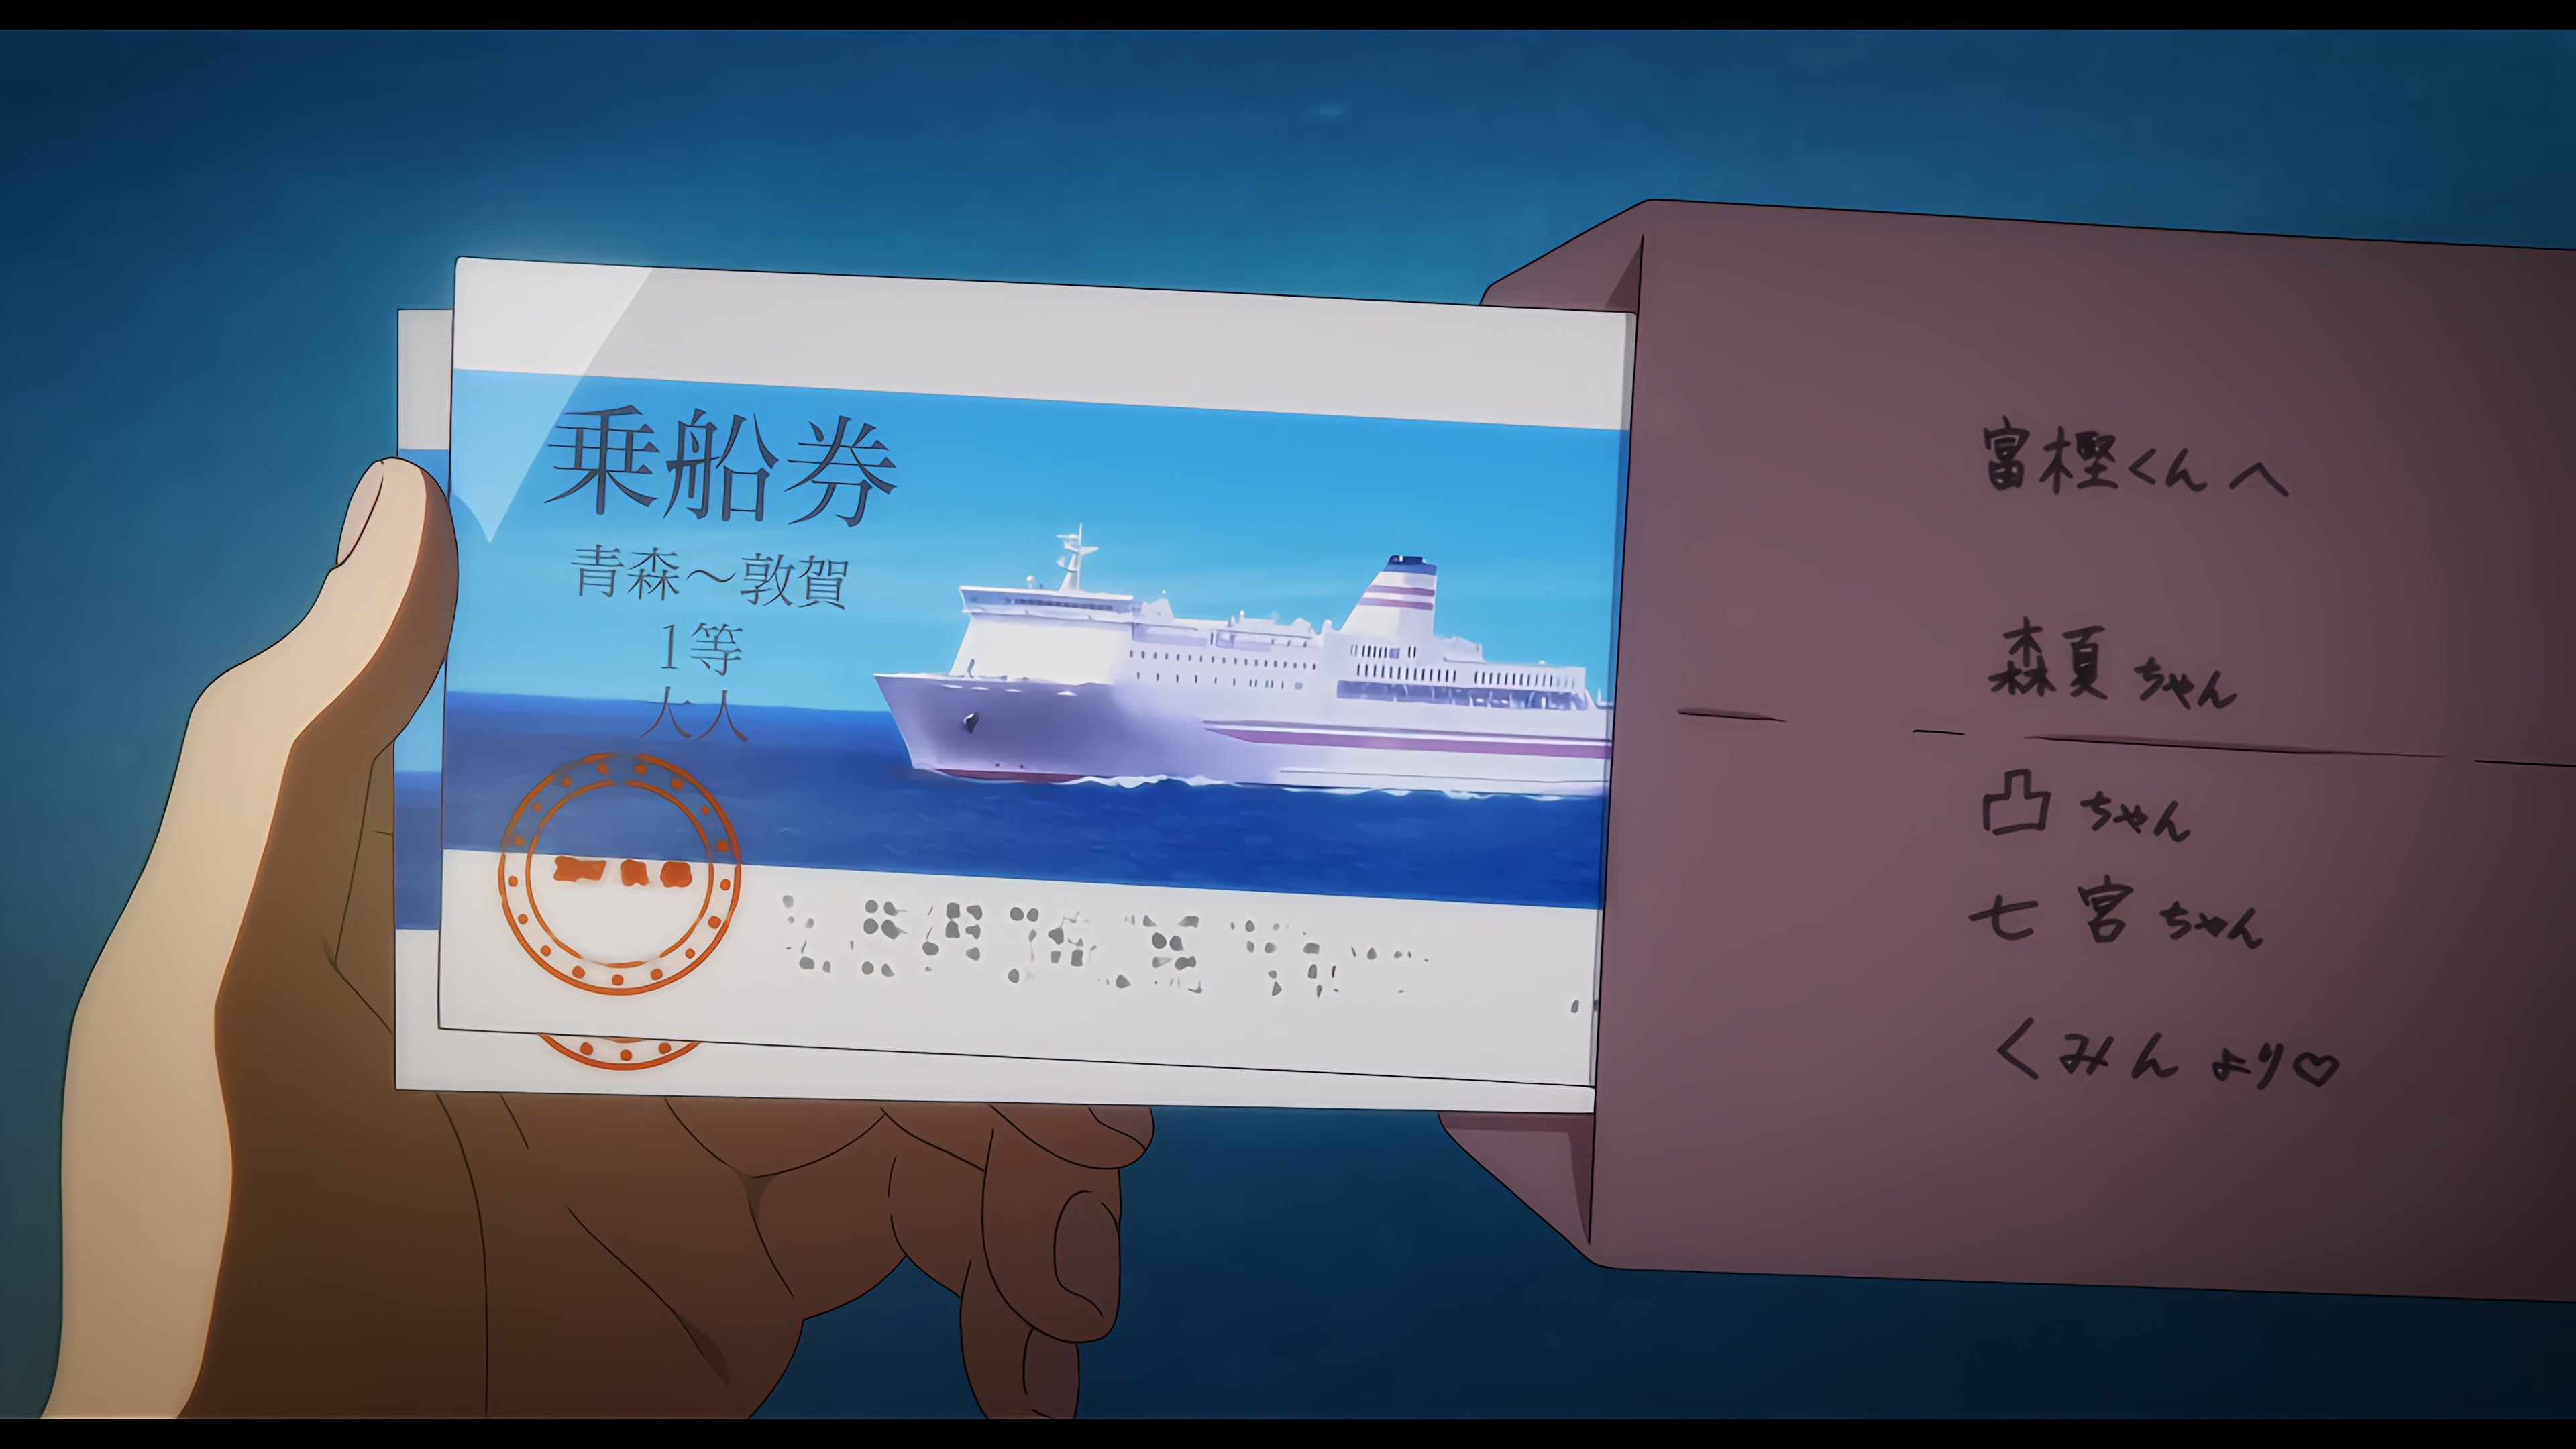 乗船券
青森～敦賀
1等
大人
富樫くんへ
森夏ちゃん
凸ちゃん
七宮ちゃん
くみんより♡